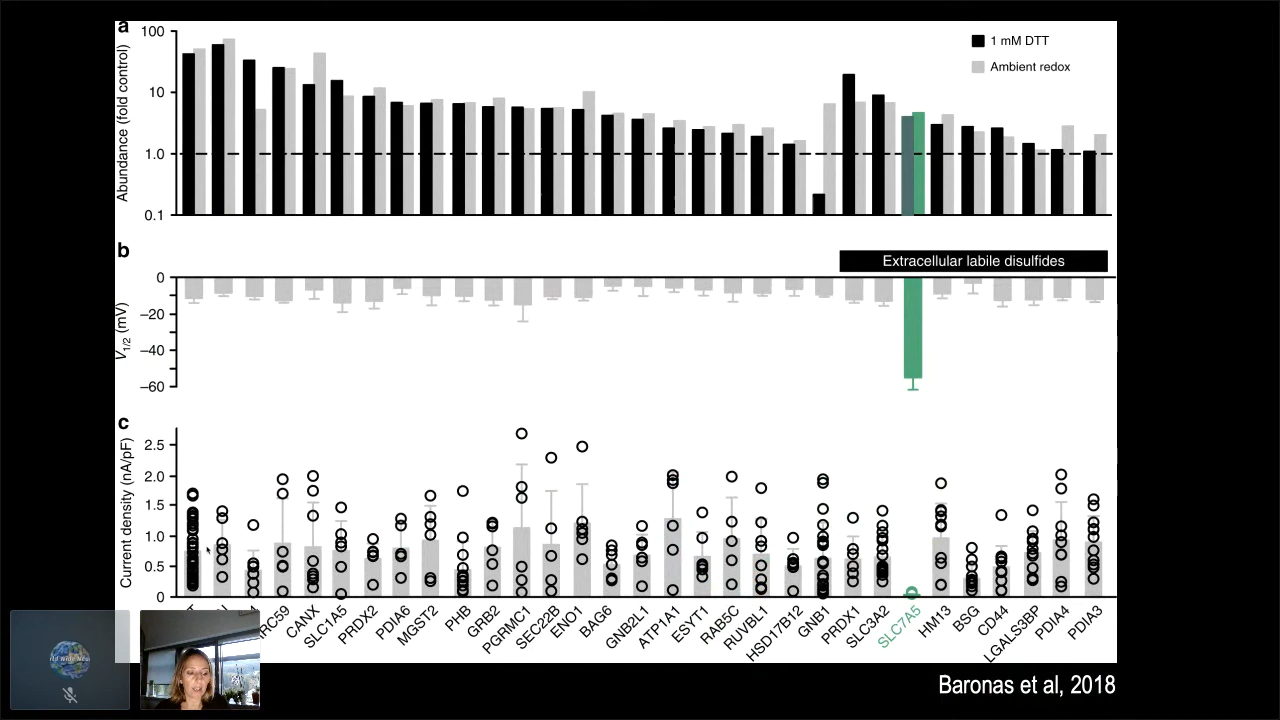 a
100
10
1.0
0.1
Abundance (fold control)
1 mM DTT
Ambient redox
b
Extracellular labile disulfides
0
–20
–40
–60
V1/2 (mV)
c
2.5
2.0
1.5
1.0
0.5
0
Current density (nA/pF)
CANX
SLC1A5
PRDX2
PDIA6
MGST2
PHB
GRB2
PGRMC1
SEC22B
ENO1
BAG6
GNB2L1
ATP1A1
ESYT1
RAB5C
RUVBL1
HSD17B12
GNB1
PRDX1
SLC3A2
SLC7A5
HM13
BSG
CD44
LGALS3BP
PDIA4
PDIA3
Baronas et al, 2018